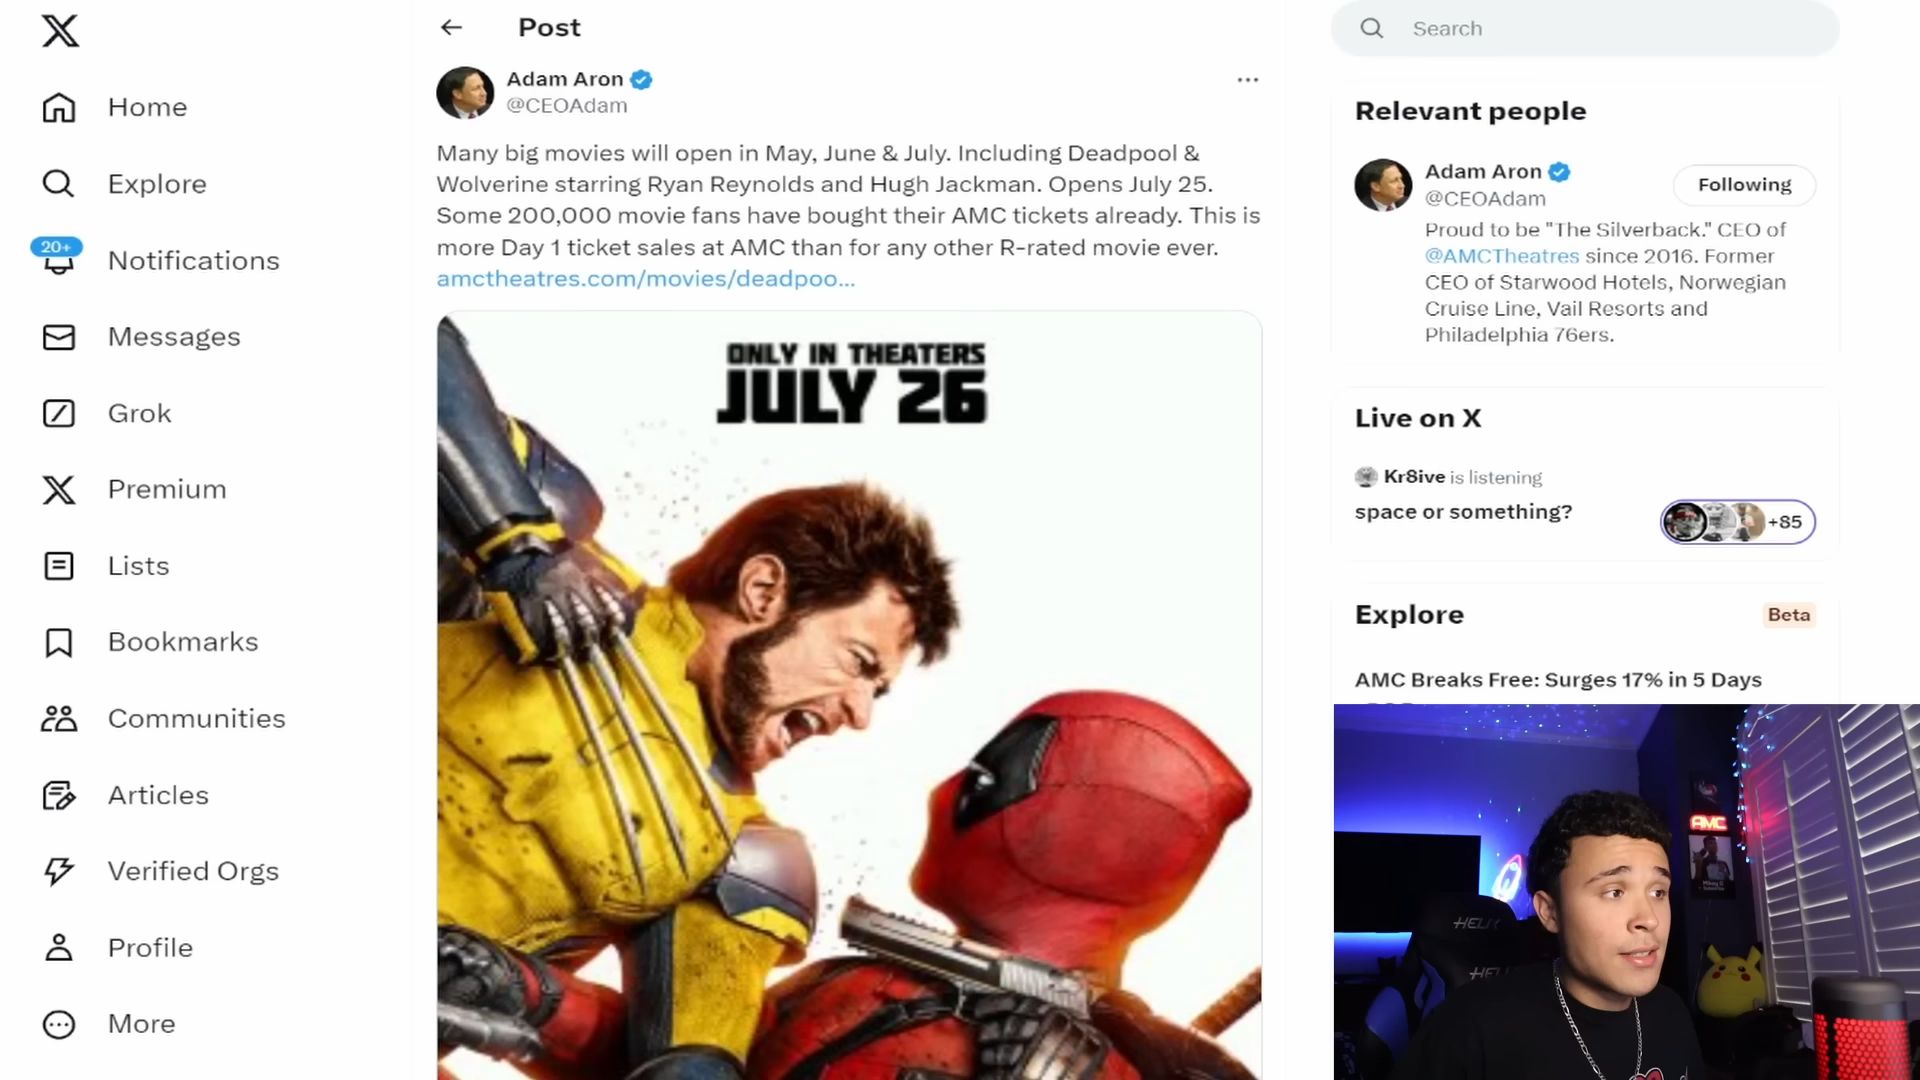 Home
Explore
20+
Notifications
Messages
Grok
Premium
Lists
Bookmarks
Communities
Articles
Verified Orgs
Profile
More
Post
Adam Aron
@CEOAdam
Many big movies will open in May, June & July. Including Deadpool &
Wolverine starring Ryan Reynolds and Hugh Jackman. Opens July 25.
Some 200,000 movie fans have bought their AMC tickets already. This is
more Day 1 ticket sales at AMC than for any other R-rated movie ever.
amctheatres.com/movies/deadpoo...
ONLY IN THEATERS
JULY 26
Search
Relevant people
Adam Aron
@CEOAdam
Following
Proud to be "The Silverback." CEO of
@AMCTheatres since 2016. Former
CEO of Starwood Hotels, Norwegian
Cruise Line, Vail Resorts and
Philadelphia 76ers.
Live on X
Kr8ive is listening
space or something?
+85
Explore
Beta
AMC Breaks Free: Surges 17% in 5 Days
AMC